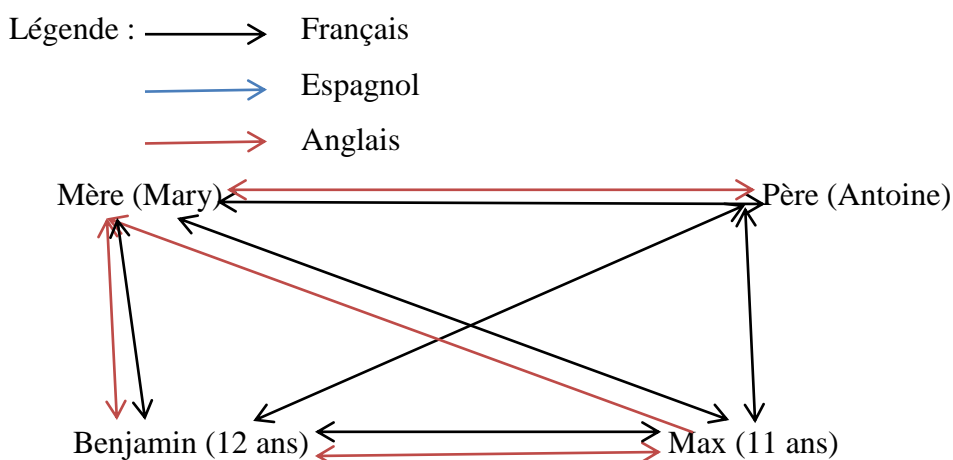 Légende : Français
Espagnol
Anglais
Mère (Mary) Père (Antoine)
Benjamin (12 ans) Max (11 ans)